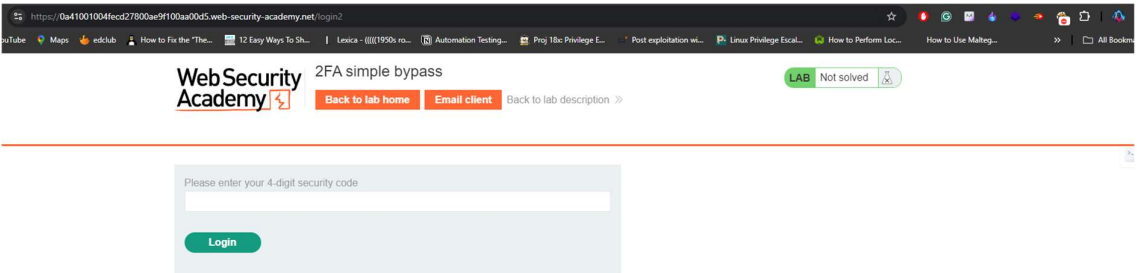 https://0a41001004fecd27800ae9f100aa00d5.web-security-academy.net/login2
ouTube Maps edclub How to Fix the "The... 12 Easy Ways To Sh... Lexica - (((((1950s ro... Automation Testing... Proj 18x: Privilege E... Post exploitation wi... Linux Privilege Escal... How to Perform Loc... How to Use Malteg... » All Bookma
Web Security
Academy
2FA simple bypass
Back to lab home Email client Back to lab description »
LAB Not solved
Please enter your 4-digit security code
Login